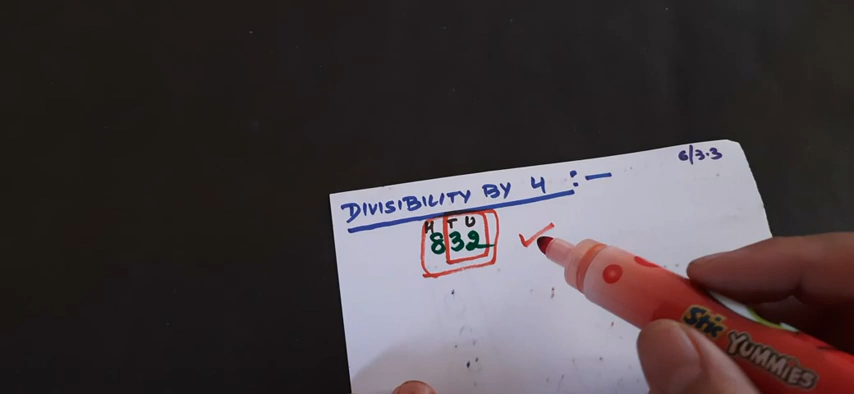 6/3.3
DIVISIBILITY BY 4 :-
H T U
832
Stic
YUMMIES